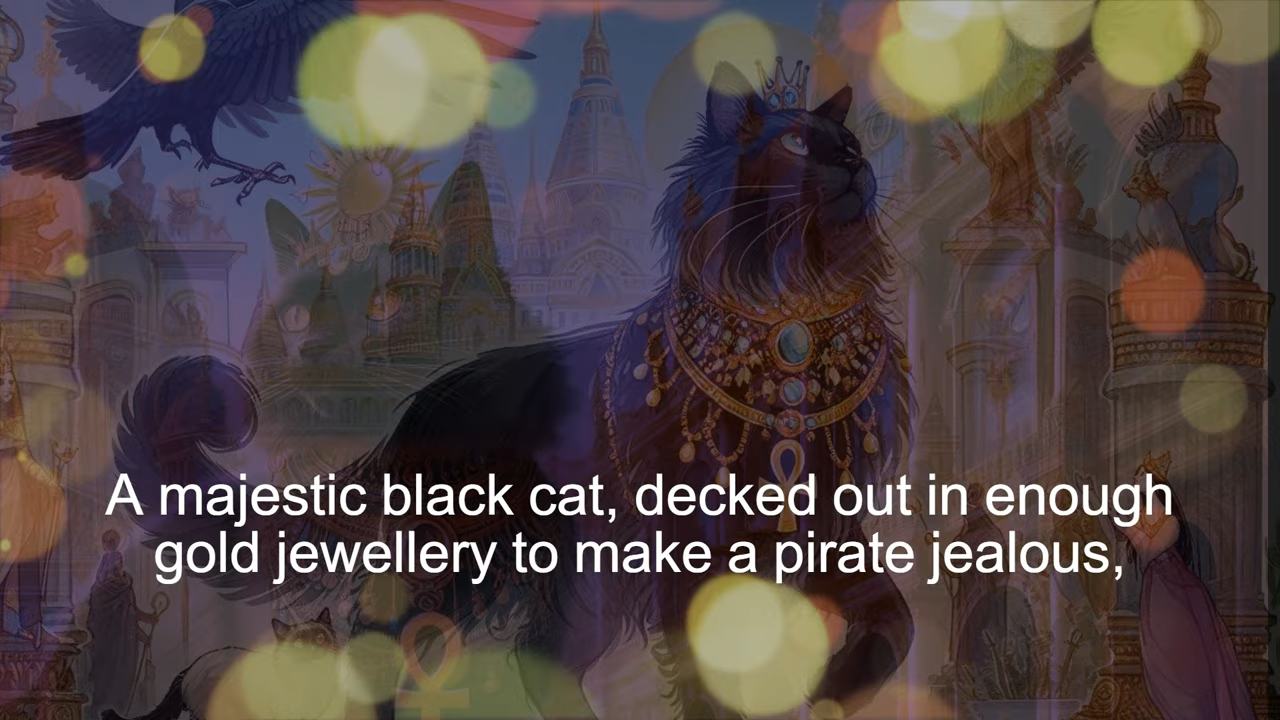 A majestic black cat, decked out in enough
gold jewellery to make a pirate jealous,